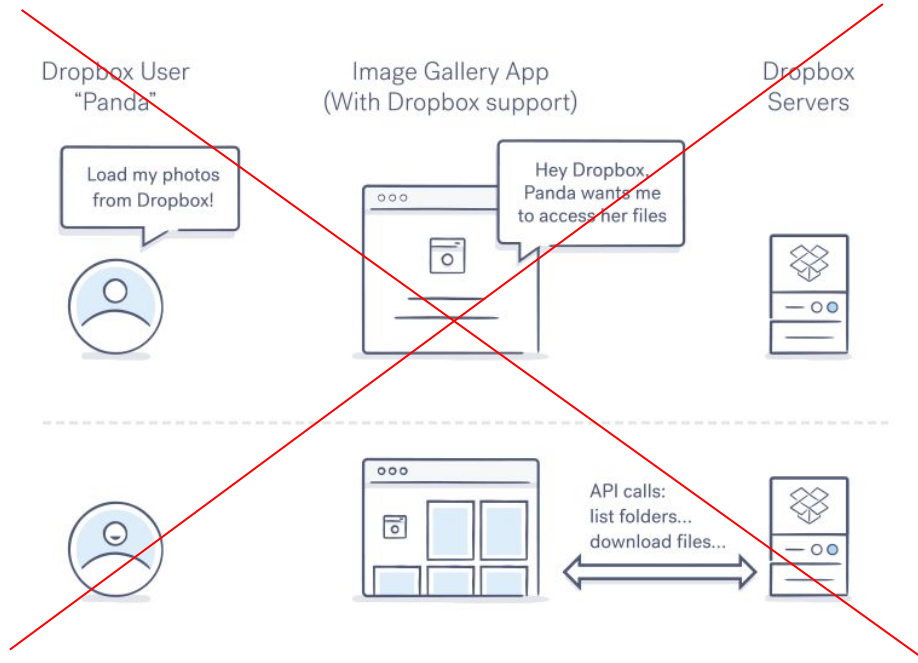 Dropbox User
“Panda”
Image Gallery App
(With Dropbox support)
Dropbox
Servers
Load my photos
from Dropbox!
Hey Dropbox,
Panda wants me
to access her files
API calls:
list folders...
download files...